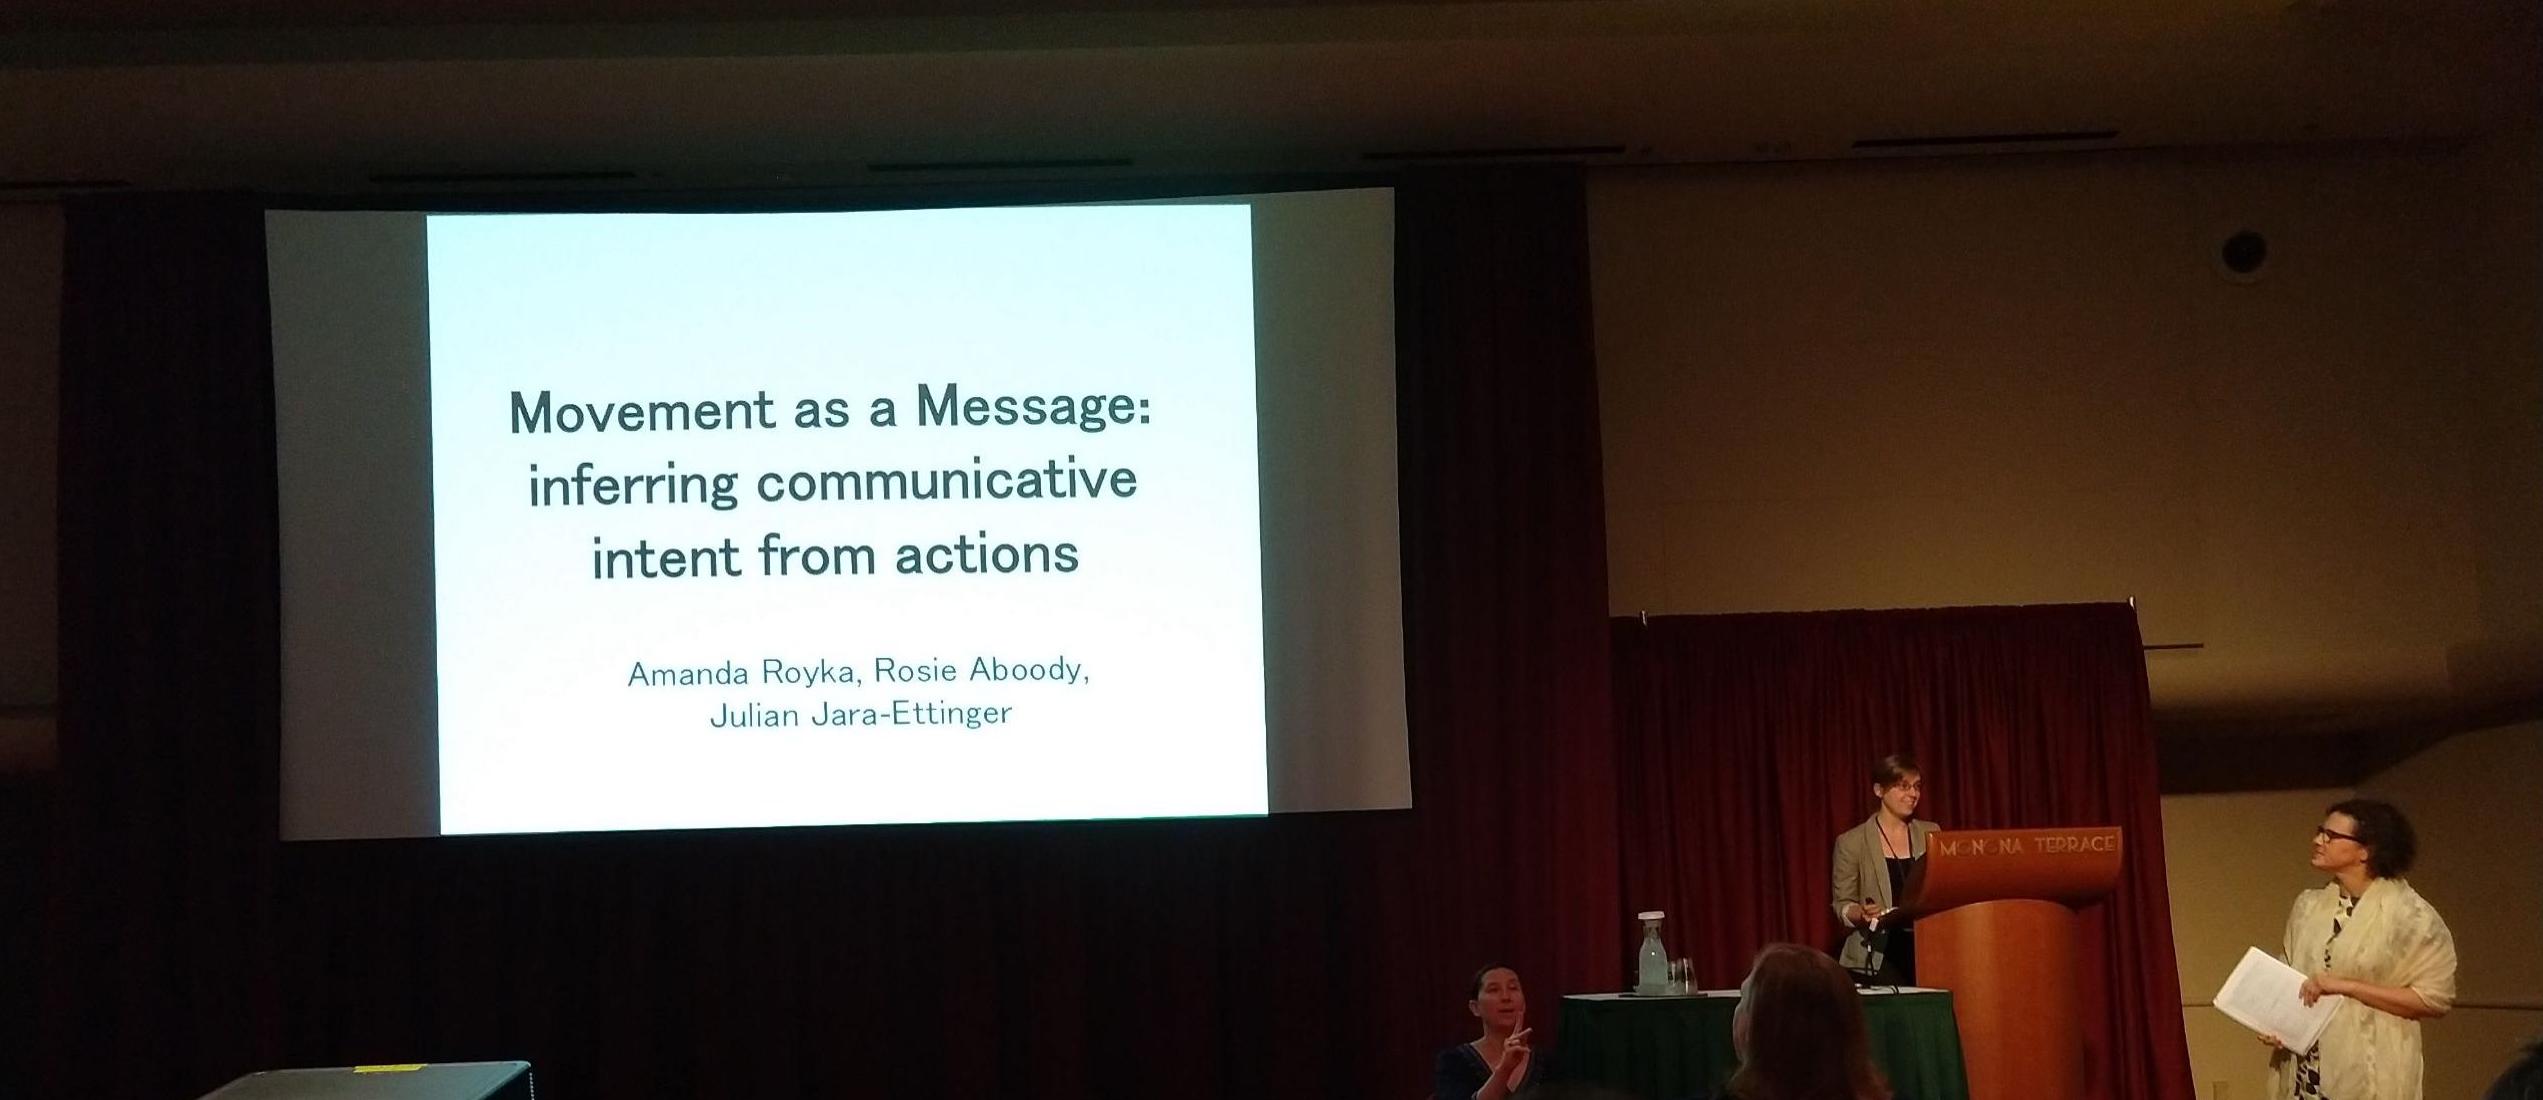 Movement as a Message:
inferring communicative
intent from actions
Amanda Royka, Rosie Aboody,
Julian Jara-Ettinger
MONONA TERRACE